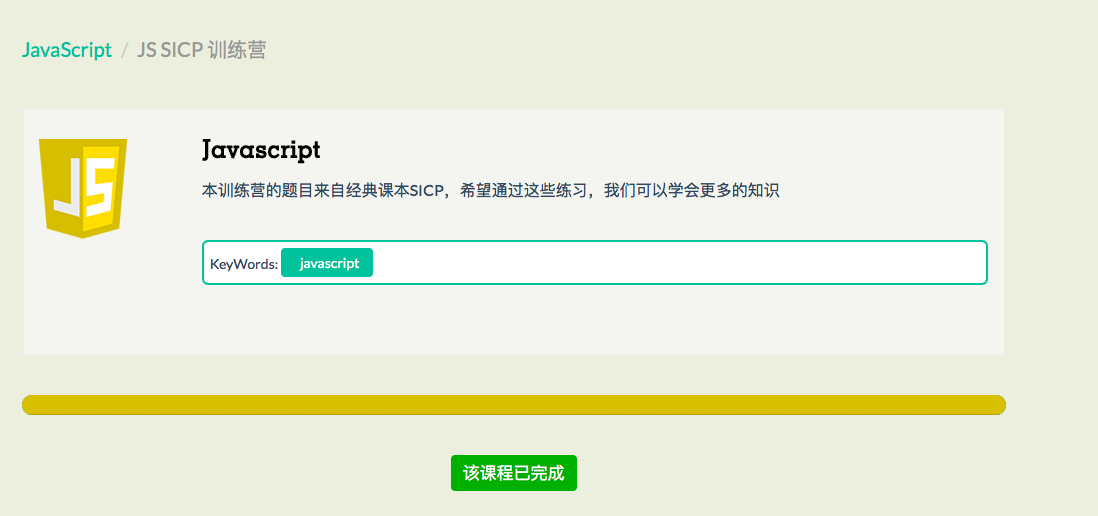 JavaScript / JS SICP 训练营
JS
Javascript
本训练营的题目来自经典课本SICP，希望通过这些练习，我们可以学会更多的知识
KeyWords: javascript
该课程已完成